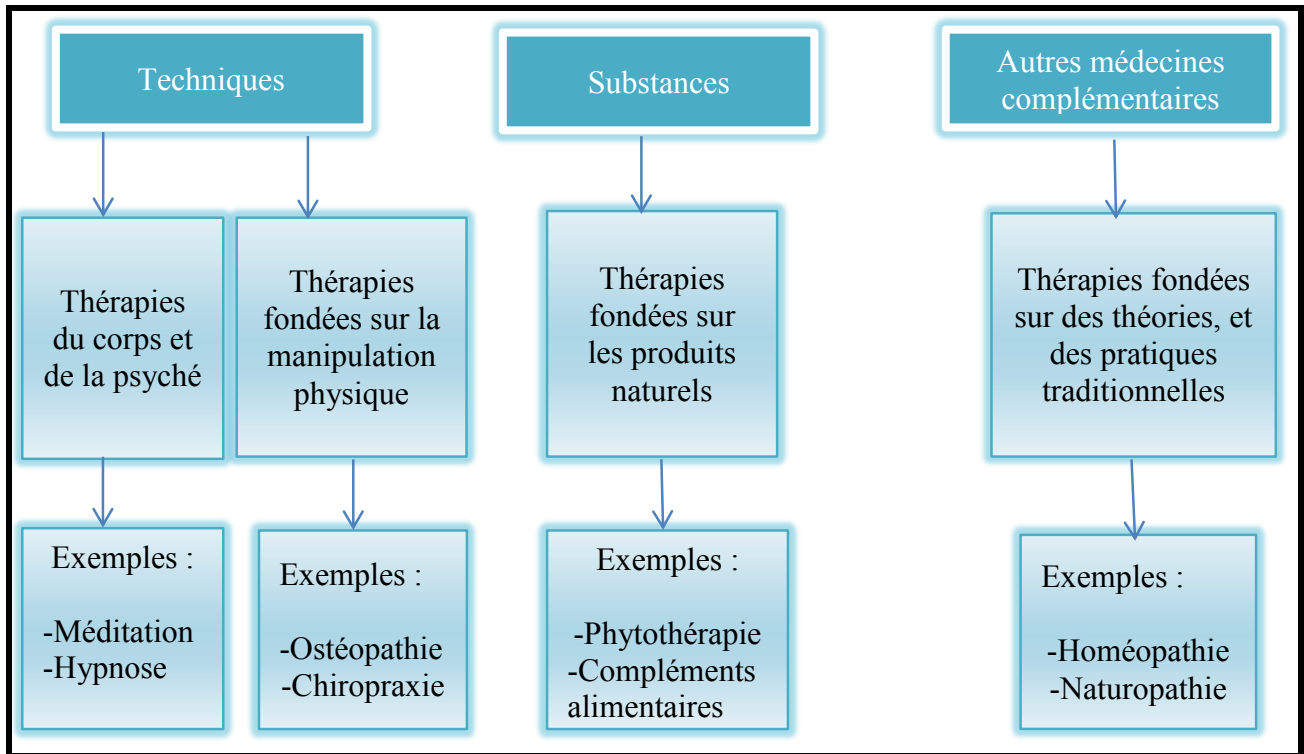 Techniques
Substances
Autres médecines
complémentaires
Thérapies
du corps et
de la psyché
Thérapies
fondées sur la
manipulation
physique
Thérapies
fondées sur
les produits
naturels
Thérapies fondées
sur des théories, et
des pratiques
traditionnelles
Exemples :
-Méditation
-Hypnose
Exemples :
-Ostéopathie
-Chiropraxie
Exemples :
-Phytothérapie
-Compléments
alimentaires
Exemples :
-Homéopathie
-Naturopathie